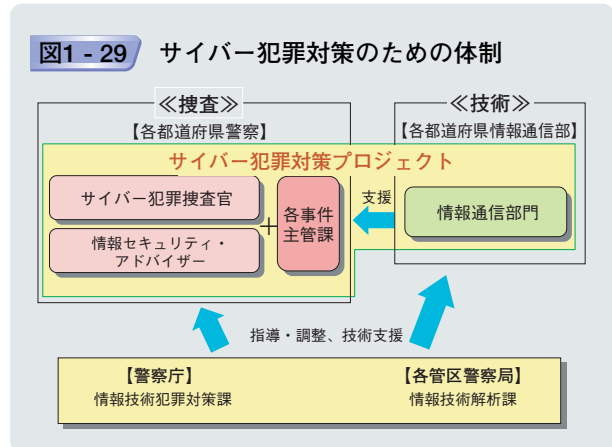 図1 - 29 サイバー犯罪対策のための体制
≪捜査≫
【各都道府県警察】
≪技術≫
【各都道府県情報通信部】
サイバー犯罪対策プロジェクト
サイバー犯罪捜査官
情報セキュリティ・
アドバイザー
+
各事件
主管課
支援
情報通信部門
指導・調整、技術支援
【警察庁】
情報技術犯罪対策課
【各管区警察局】
情報技術解析課